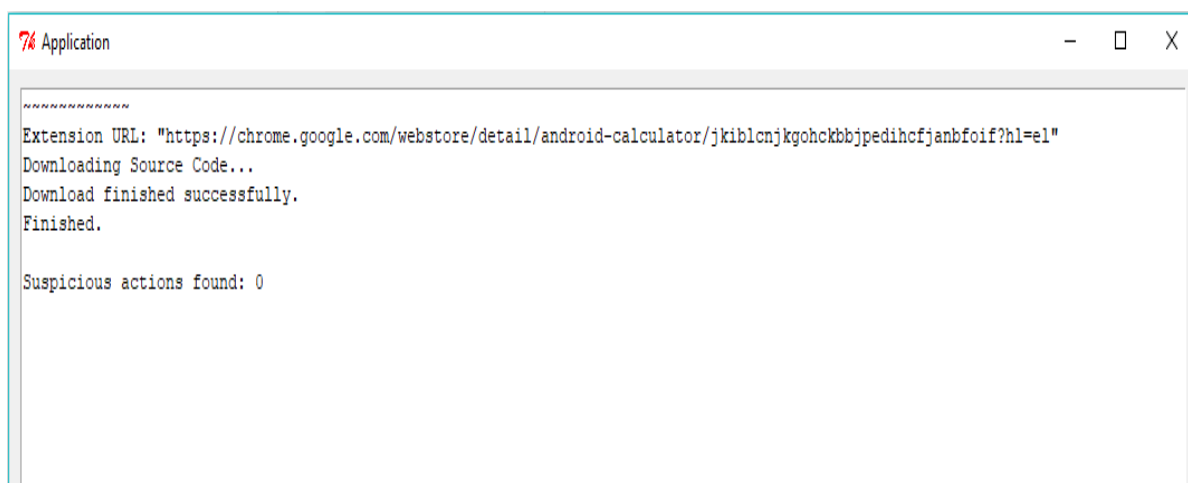 Application
~~~~~~~~~~~~
Extension URL: "https://chrome.google.com/webstore/detail/android-calculator/jkiblcnjkgohckbbjpedihcfjanbfoif?hl=el"
Downloading Source Code...
Download finished successfully.
Finished.
Suspicious actions found: 0